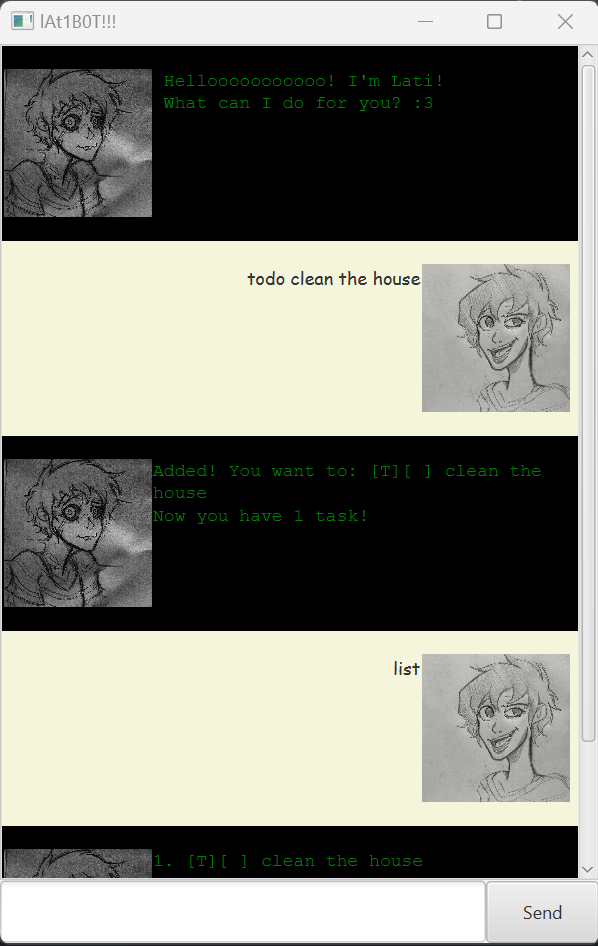 lAt1B0T!!!
Hellooooooooooo! I'm Lati!
What can I do for you? :3
todo clean the house
Added! You want to: [T][ ] clean the
house
Now you have 1 task!
list
1. [T][ ] clean the house
Send